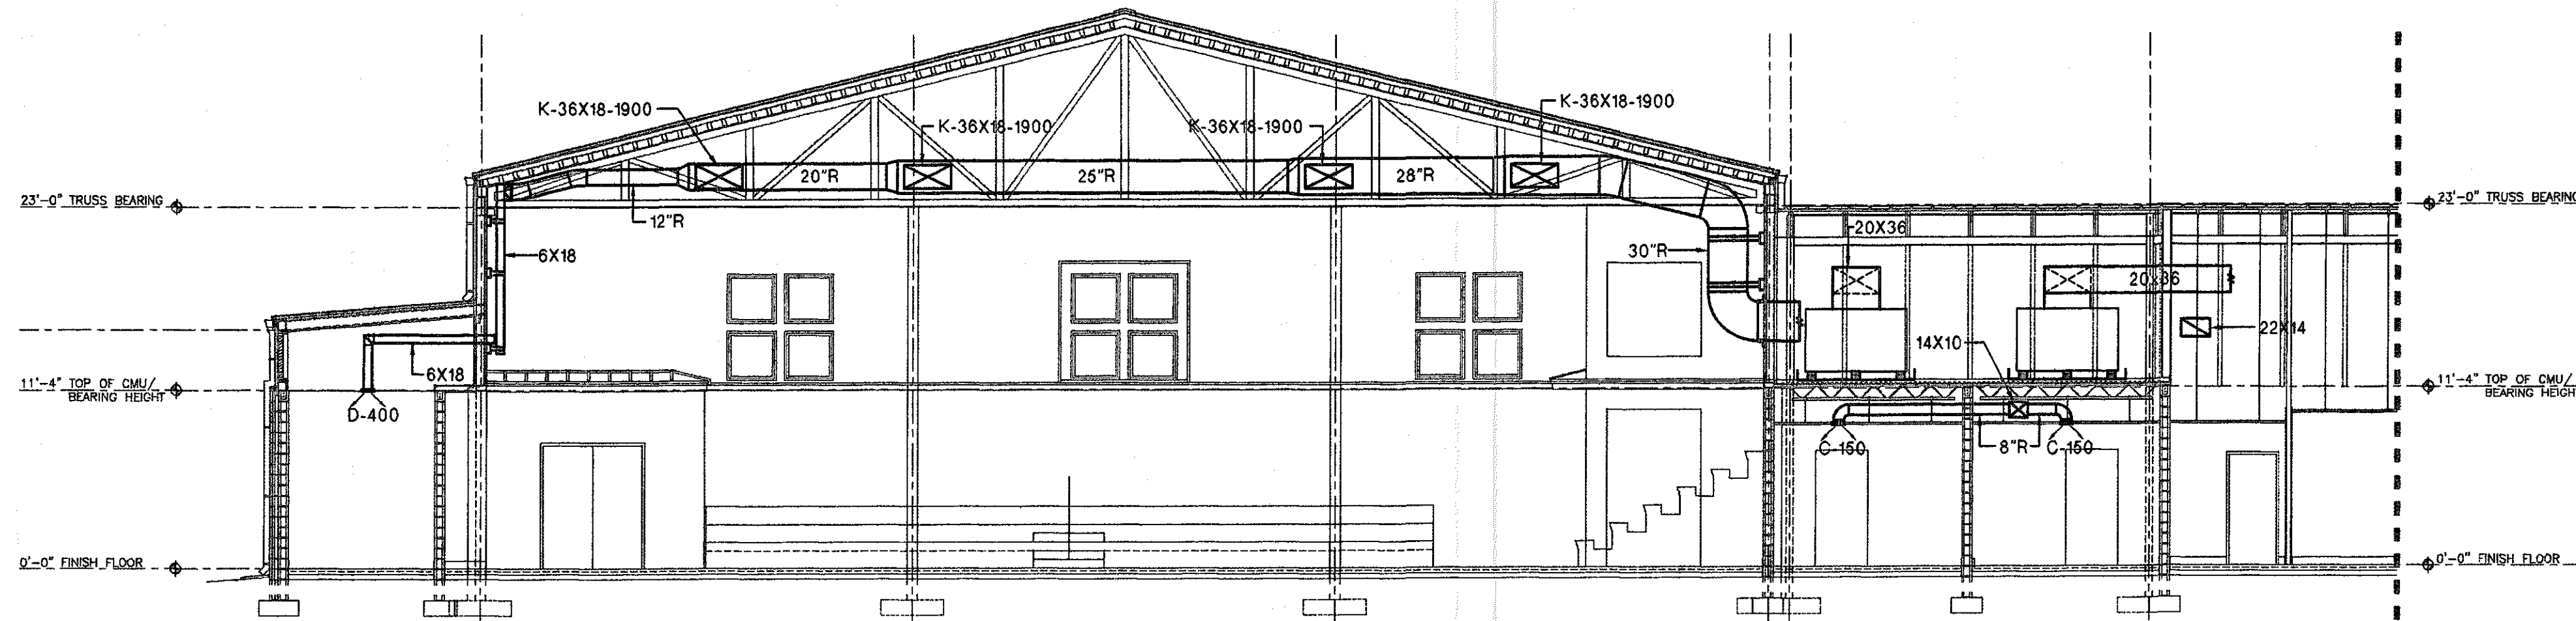 K-36X18-1900
K-36X18-1900
K-36X18-1900
K-36X18-1900
20"R
25"R
28"R
12"R
23'-0" TRUSS BEARING
23'-0" TRUSS BEARING
6X18
30"R
20X36
20X36
22X14
14X10
6X18
11'-4" TOP OF CMU/
BEARING HEIGHT
11'-4" TOP OF CMU/
BEARING HEIGHT
D-400
C-150
8"R
C-150
0'-0" FINISH FLOOR
0'-0" FINISH FLOOR